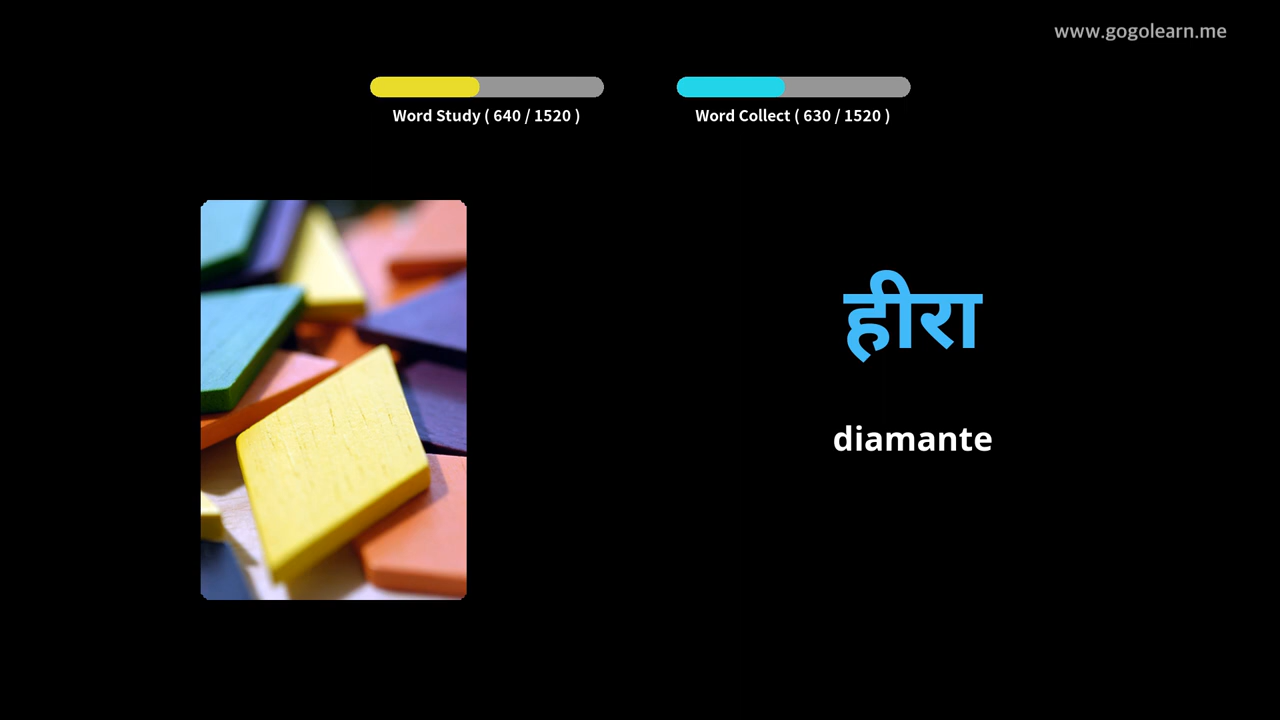 www.gogolearn.me
Word Study ( 640 / 1520 )
Word Collect ( 630 / 1520 )
हीरा
diamante